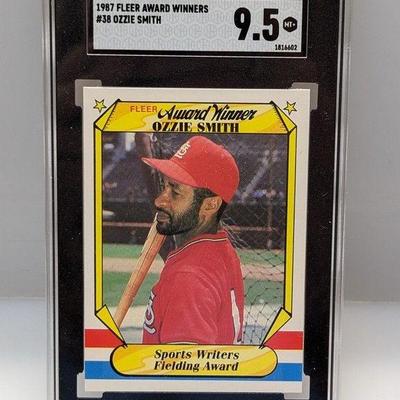 1987 FLEER AWARD WINNERS
#38 OZZIE SMITH
9.5 MT+
1816602
FLEER Award Winner
OZZIE SMITH
StL
Sports Writers
Fielding Award